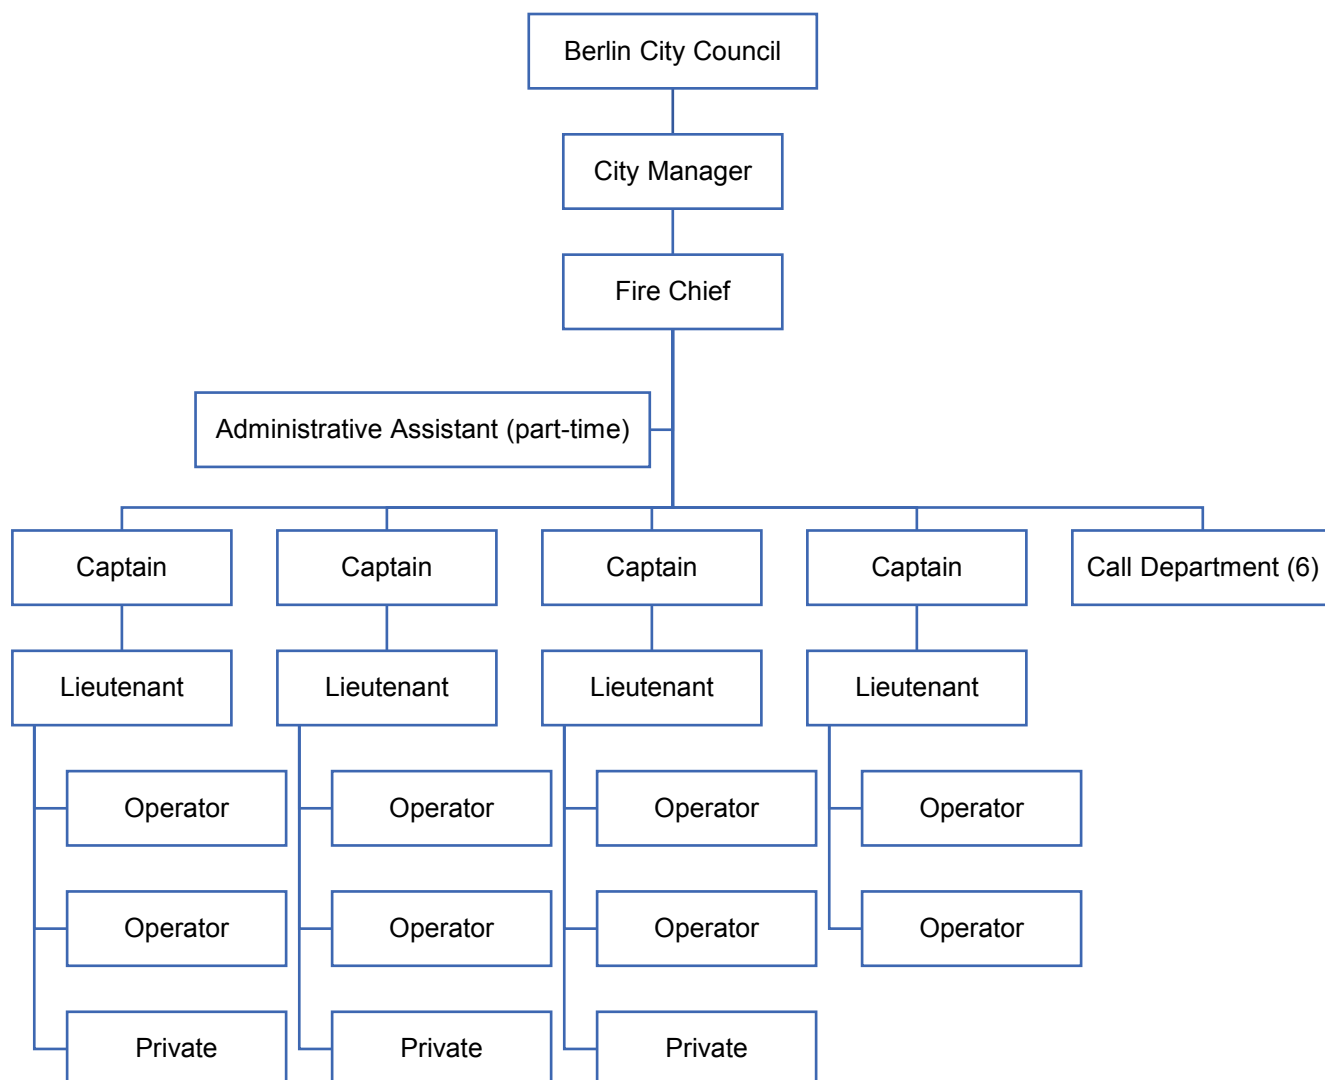 Berlin City Council
City Manager
Fire Chief
Administrative Assistant (part-time)
Captain
Captain
Captain
Captain
Call Department (6)
Lieutenant
Lieutenant
Lieutenant
Lieutenant
Operator
Operator
Operator
Operator
Operator
Operator
Operator
Operator
Private
Private
Private